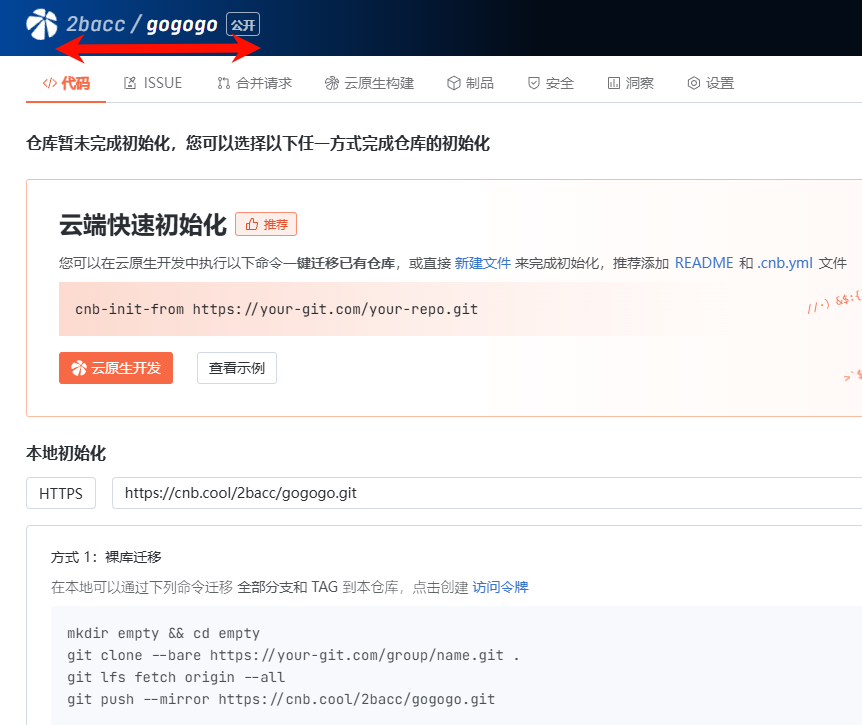 2bacc / gogogo 公开
代码 ISSUE 合并请求 云原生构建 制品 安全 洞察 设置
仓库暂未完成初始化，您可以选择以下任一方式完成仓库的初始化
云端快速初始化 推荐
您可以在云原生开发中执行以下命令一键迁移已有仓库，或直接 新建文件 来完成初始化，推荐添加 README 和 .cnb.yml 文件
cnb-init-from https://your-git.com/your-repo.git
云原生开发 查看示例
本地初始化
HTTPS https://cnb.cool/2bacc/gogogo.git
方式 1：裸库迁移
在本地可以通过下列命令迁移 全部分支和 TAG 到本仓库，点击创建 访问令牌
mkdir empty && cd empty
git clone --bare https://your-git.com/group/name.git .
git lfs fetch origin --all
git push --mirror https://cnb.cool/2bacc/gogogo.git